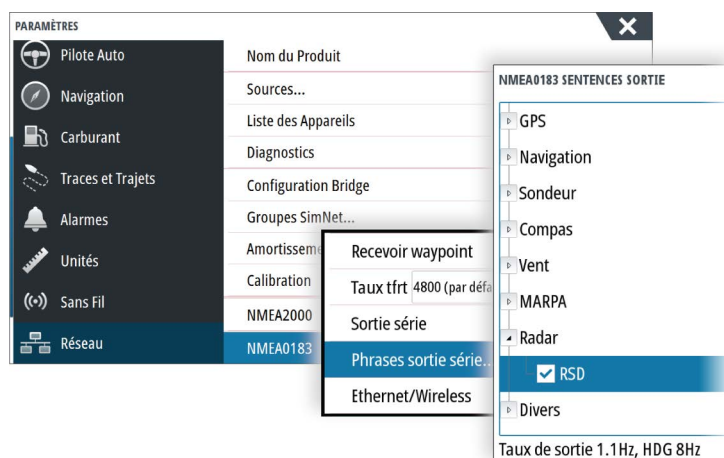 PARAMÈTRES
Pilote Auto
Navigation
Carburant
Traces et Trajets
Alarmes
Unités
Sans Fil
Réseau
Nom du Produit
Sources...
Liste des Appareils
Diagnostics
Configuration Bridge
Groupes SimNet...
Calibration
NMEA2000
NMEA0183
Recevoir waypoint
Taux tfrt 4800 (par défa
Sortie série
Phrases sortie série..
Ethernet/Wireless
NMEA0183 SENTENCES SORTIE
GPS
Navigation
Sondeur
Compas
Vent
MARPA
Radar
RSD
Divers
Taux de sortie 1.1Hz, HDG 8Hz